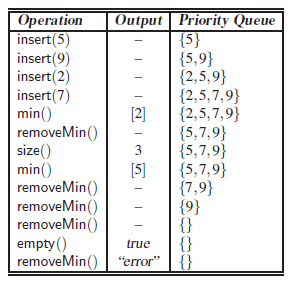 Operation Output Priority Queue
insert(5) – {5}
insert(9) – {5,9}
insert(2) – {2,5,9}
insert(7) – {2,5,7,9}
min() [2] {2,5,7,9}
removeMin() – {5,7,9}
size() 3 {5,7,9}
min() [5] {5,7,9}
removeMin() – {7,9}
removeMin() – {9}
removeMin() – {}
empty() true {}
removeMin() “error” {}